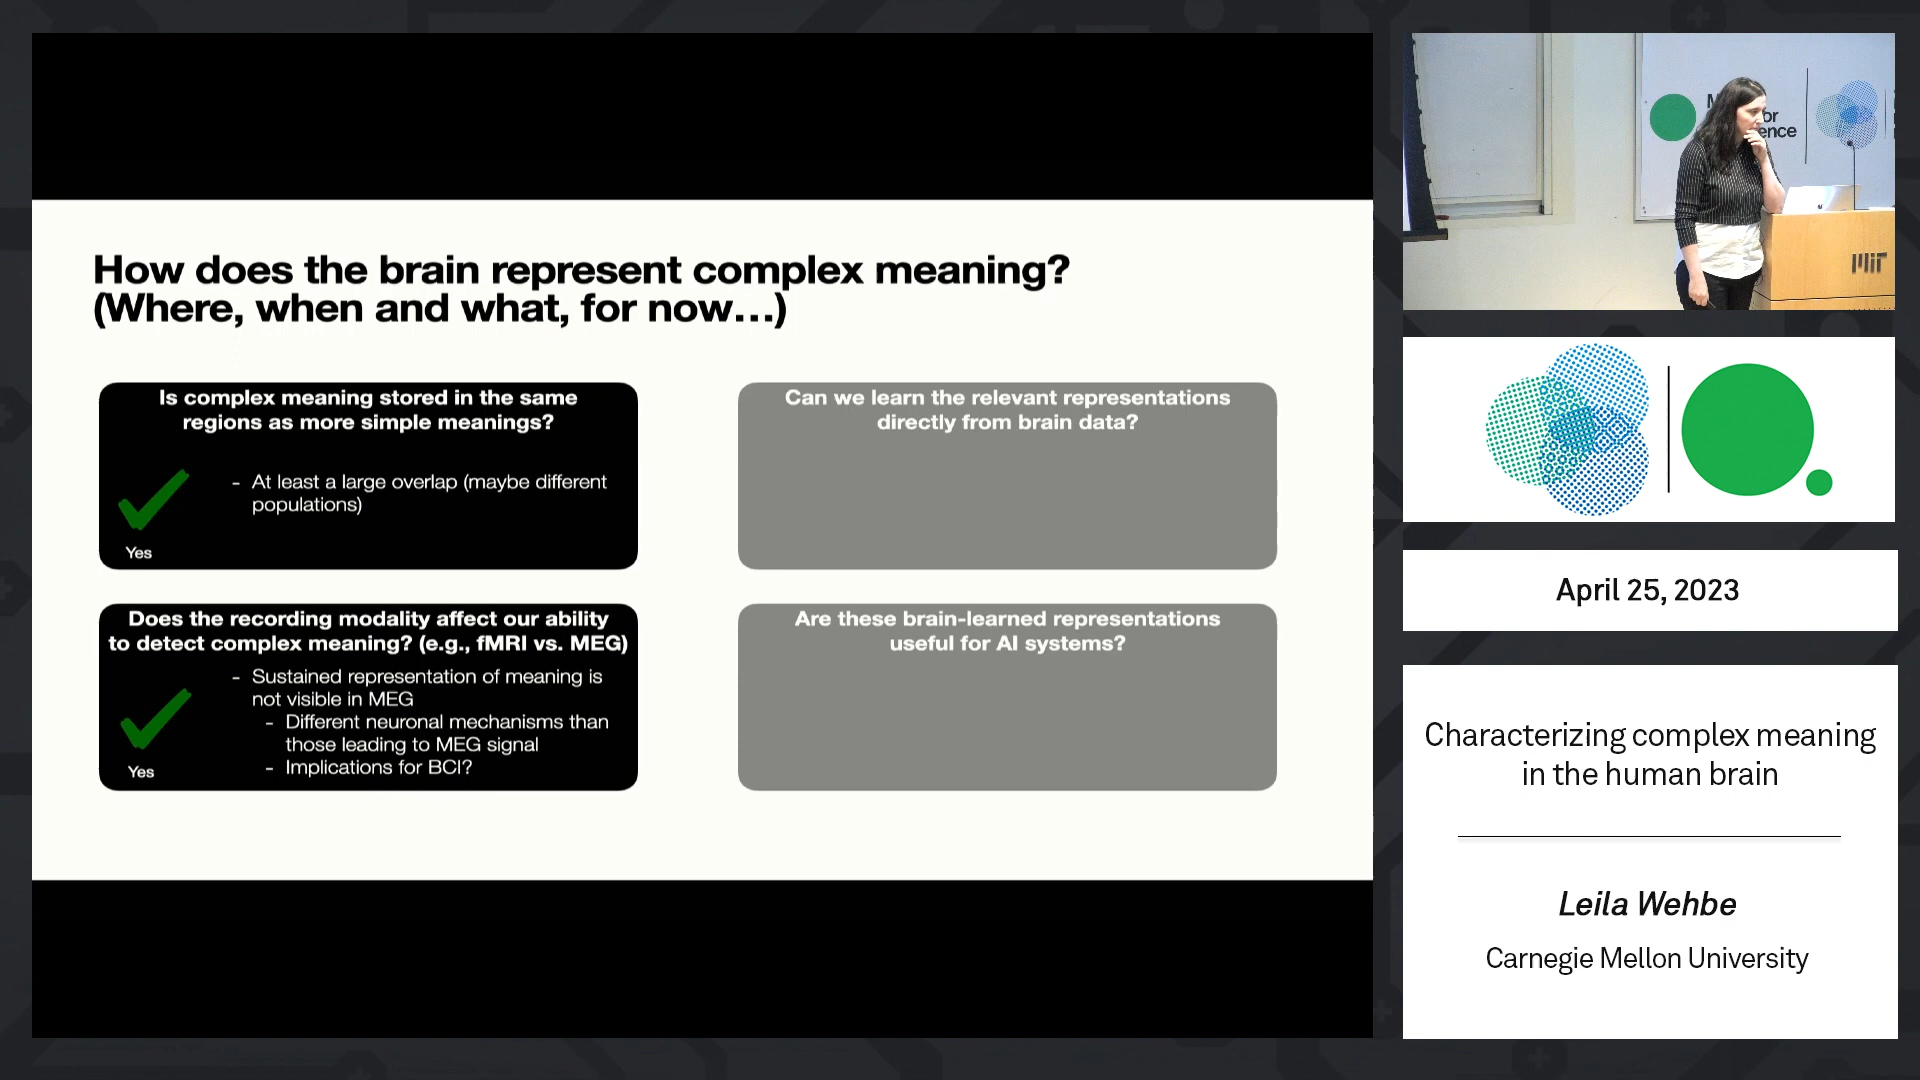 How does the brain represent complex meaning?
(Where, when and what, for now...)
Is complex meaning stored in the same
regions as more simple meanings?
- At least a large overlap (maybe different
populations)
Yes
Can we learn the relevant representations
directly from brain data?
Does the recording modality affect our ability
to detect complex meaning? (e.g., fMRI vs. MEG)
- Sustained representation of meaning is
not visible in MEG
- Different neuronal mechanisms than
those leading to MEG signal
- Implications for BCI?
Yes
Are these brain-learned representations
useful for AI systems?
MIT
April 25, 2023
Characterizing complex meaning
in the human brain
Leila Wehbe
Carnegie Mellon University